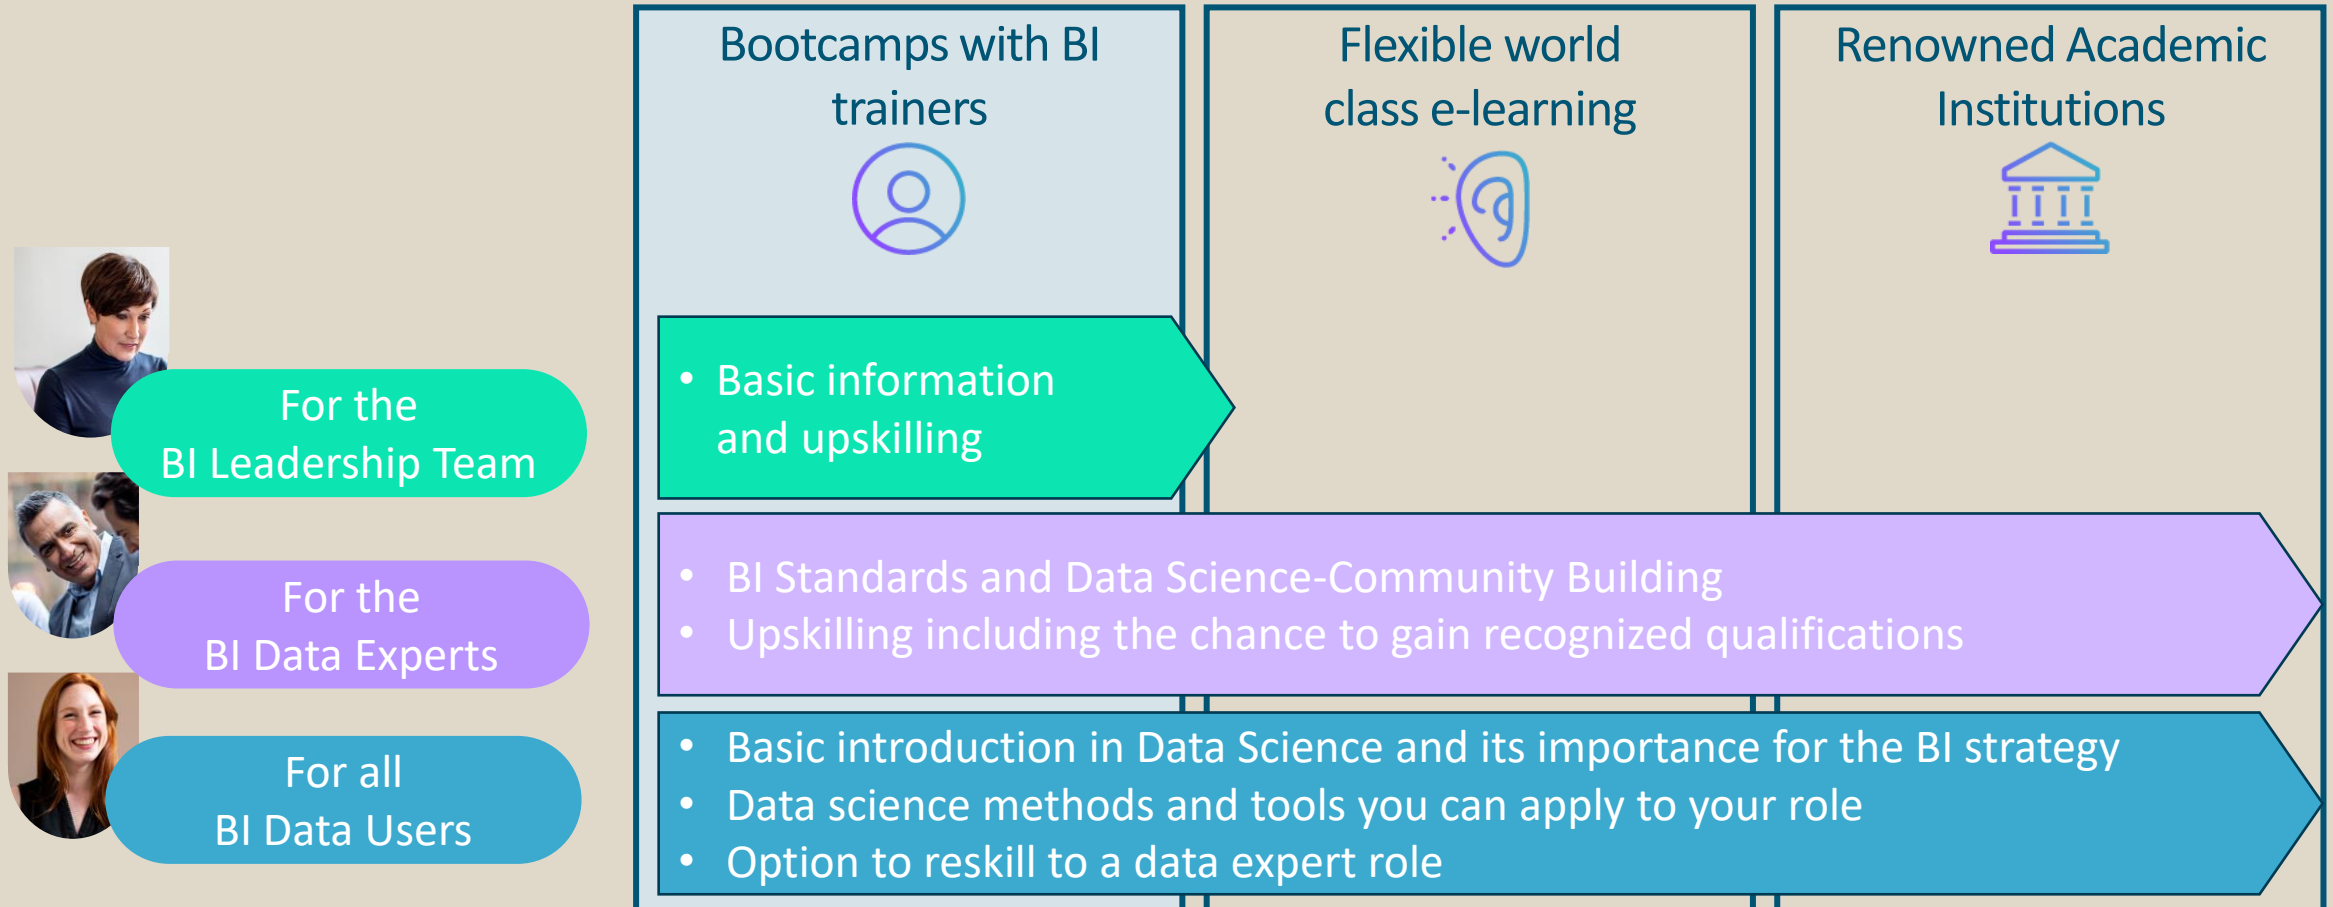 Bootcamps with BI
trainers
Flexible world
class e-learning
Renowned Academic
Institutions
For the
BI Leadership Team
• Basic information
and upskilling
For the
BI Data Experts
• BI Standards and Data Science-Community Building
• Upskilling including the chance to gain recognized qualifications
For all
BI Data Users
• Basic introduction in Data Science and its importance for the BI strategy
• Data science methods and tools you can apply to your role
• Option to reskill to a data expert role